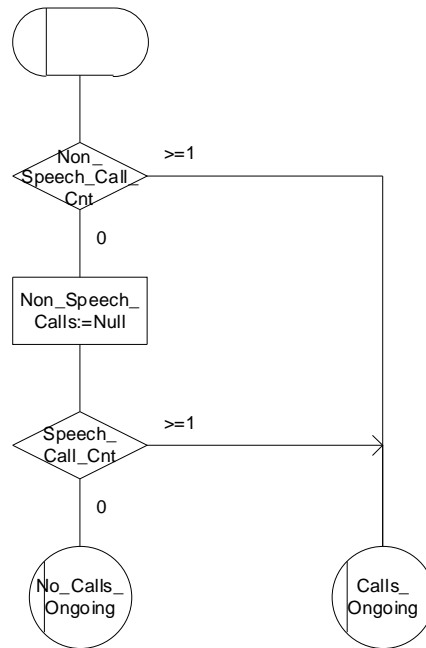 Non_
Speech_Call_
Cnt
>=1
0
Non_Speech_
Calls:=Null
Speech_
Call_Cnt
>=1
0
No_Calls_
Ongoing
Calls_
Ongoing